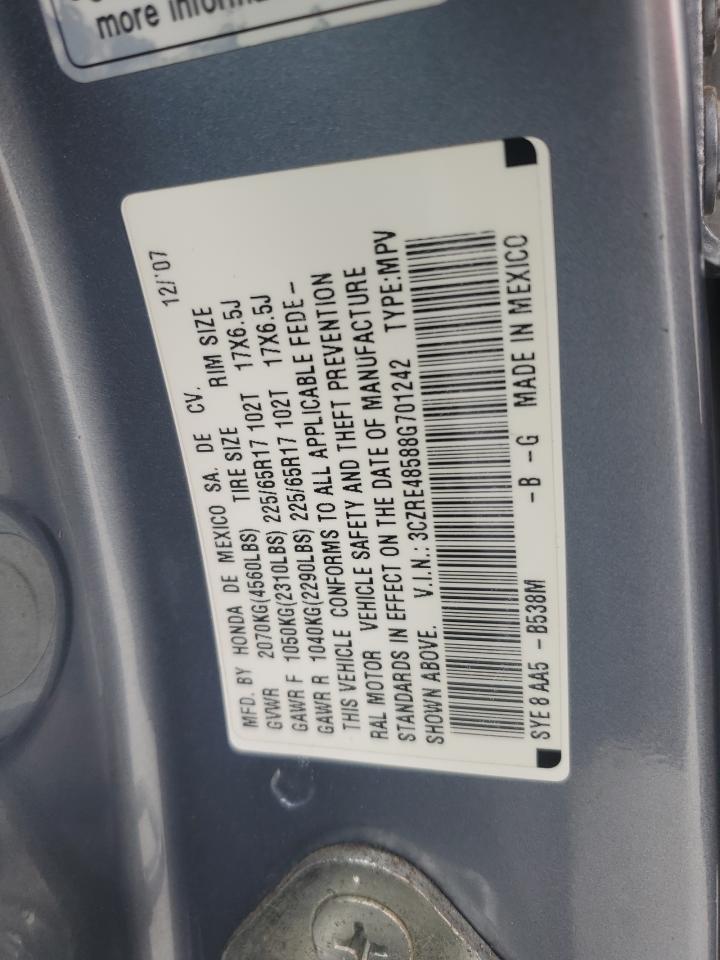 more
MFD. BY HONDA DE MEXICO SA. DE CV. 12/'07
GVWR 2070KG(4560LBS) TIRE SIZE RIM SIZE
GAWR F 1050KG(2310LBS) 225/65R17 102T 17X6.5J
GAWR R 1040KG(2290LBS) 225/65R17 102T 17X6.5J
THIS VEHICLE CONFORMS TO ALL APPLICABLE FEDE-
RAL MOTOR VEHICLE SAFETY AND THEFT PREVENTION
STANDARDS IN EFFECT ON THE DATE OF MANUFACTURE
SHOWN ABOVE. V.I.N.: 3CZRE48588G701242 TYPE:MPV
SYE 8 AA5 -B538M -B -G MADE IN MEXICO